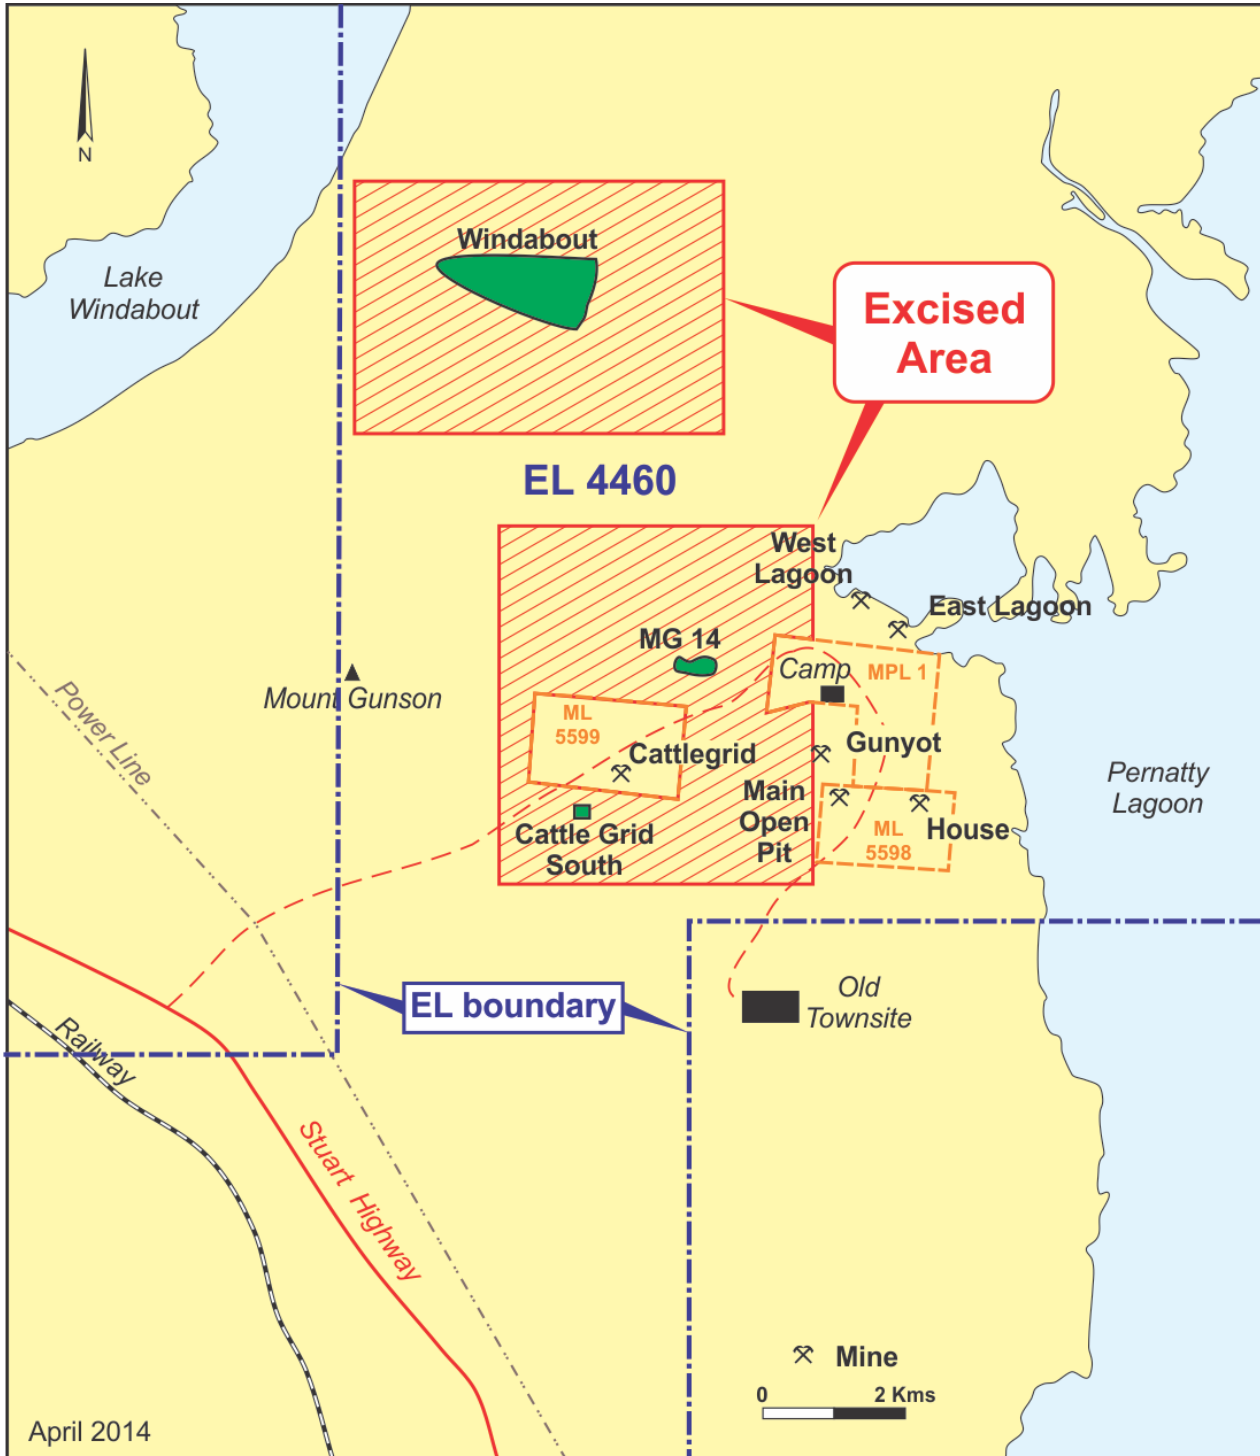 N
Lake
Windabout
Windabout
Excised
Area
EL 4460
West
Lagoon
East Lagoon
MG 14
Camp
MPL 1
Mount Gunson
ML
5599
Power Line
Cattlegrid
Gunyot
Pernatty
Lagoon
Main
Open
Pit
Cattle Grid
South
House
ML
5598
EL boundary
Old
Townsite
Railway
Stuart Highway
Mine
0 2 Kms
April 2014